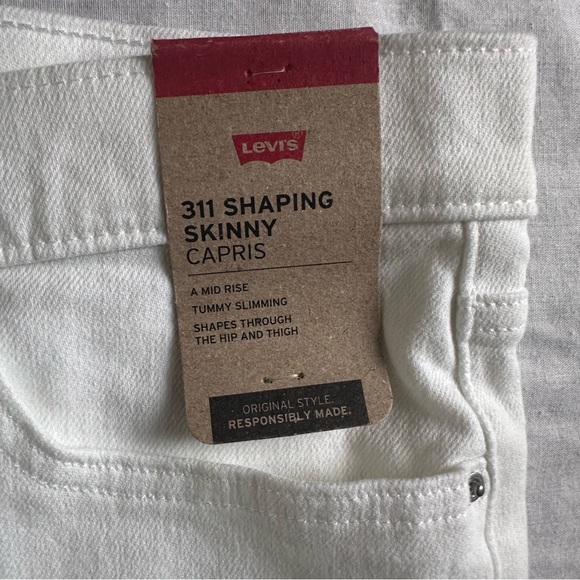 Levi's®
311 SHAPING
SKINNY
CAPRIS
A MID RISE
TUMMY SLIMMING
SHAPES THROUGH
THE HIP AND THIGH
ORIGINAL STYLE.
RESPONSIBLY MADE.